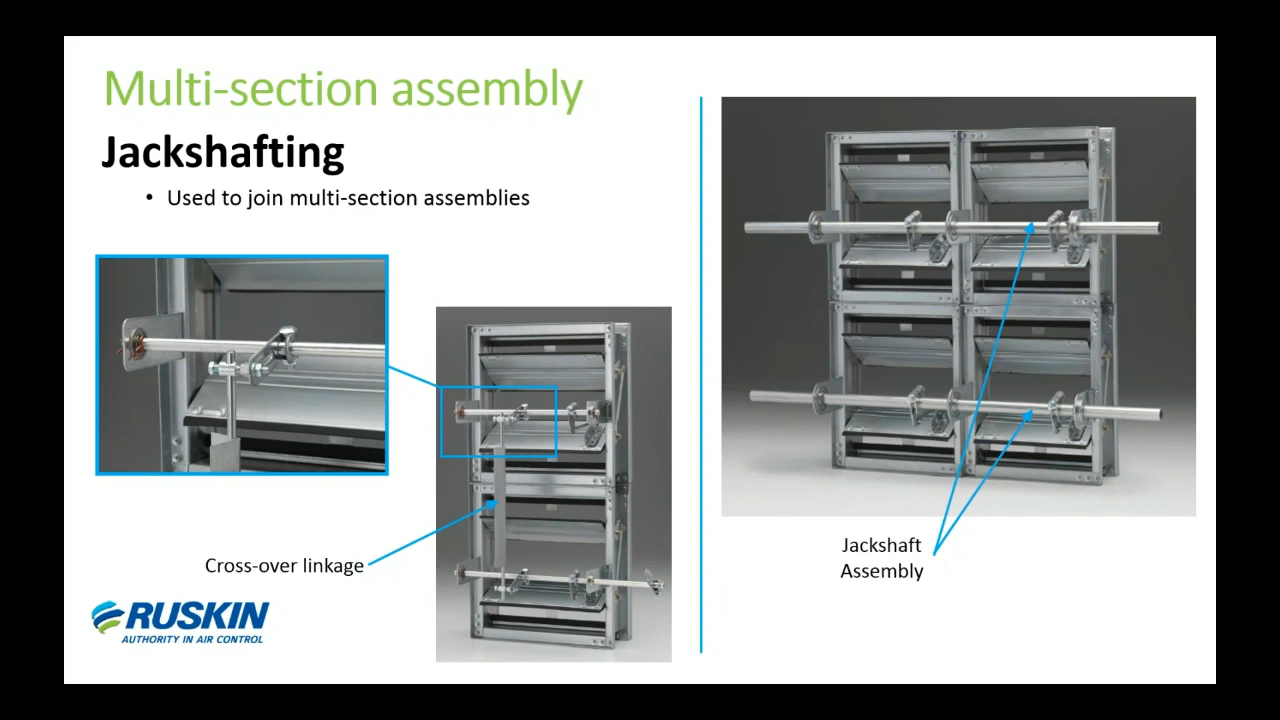 Multi-section assembly
Jackshafting
• Used to join multi-section assemblies
Cross-over linkage
Jackshaft
Assembly
RUSKIN
AUTHORITY IN AIR CONTROL